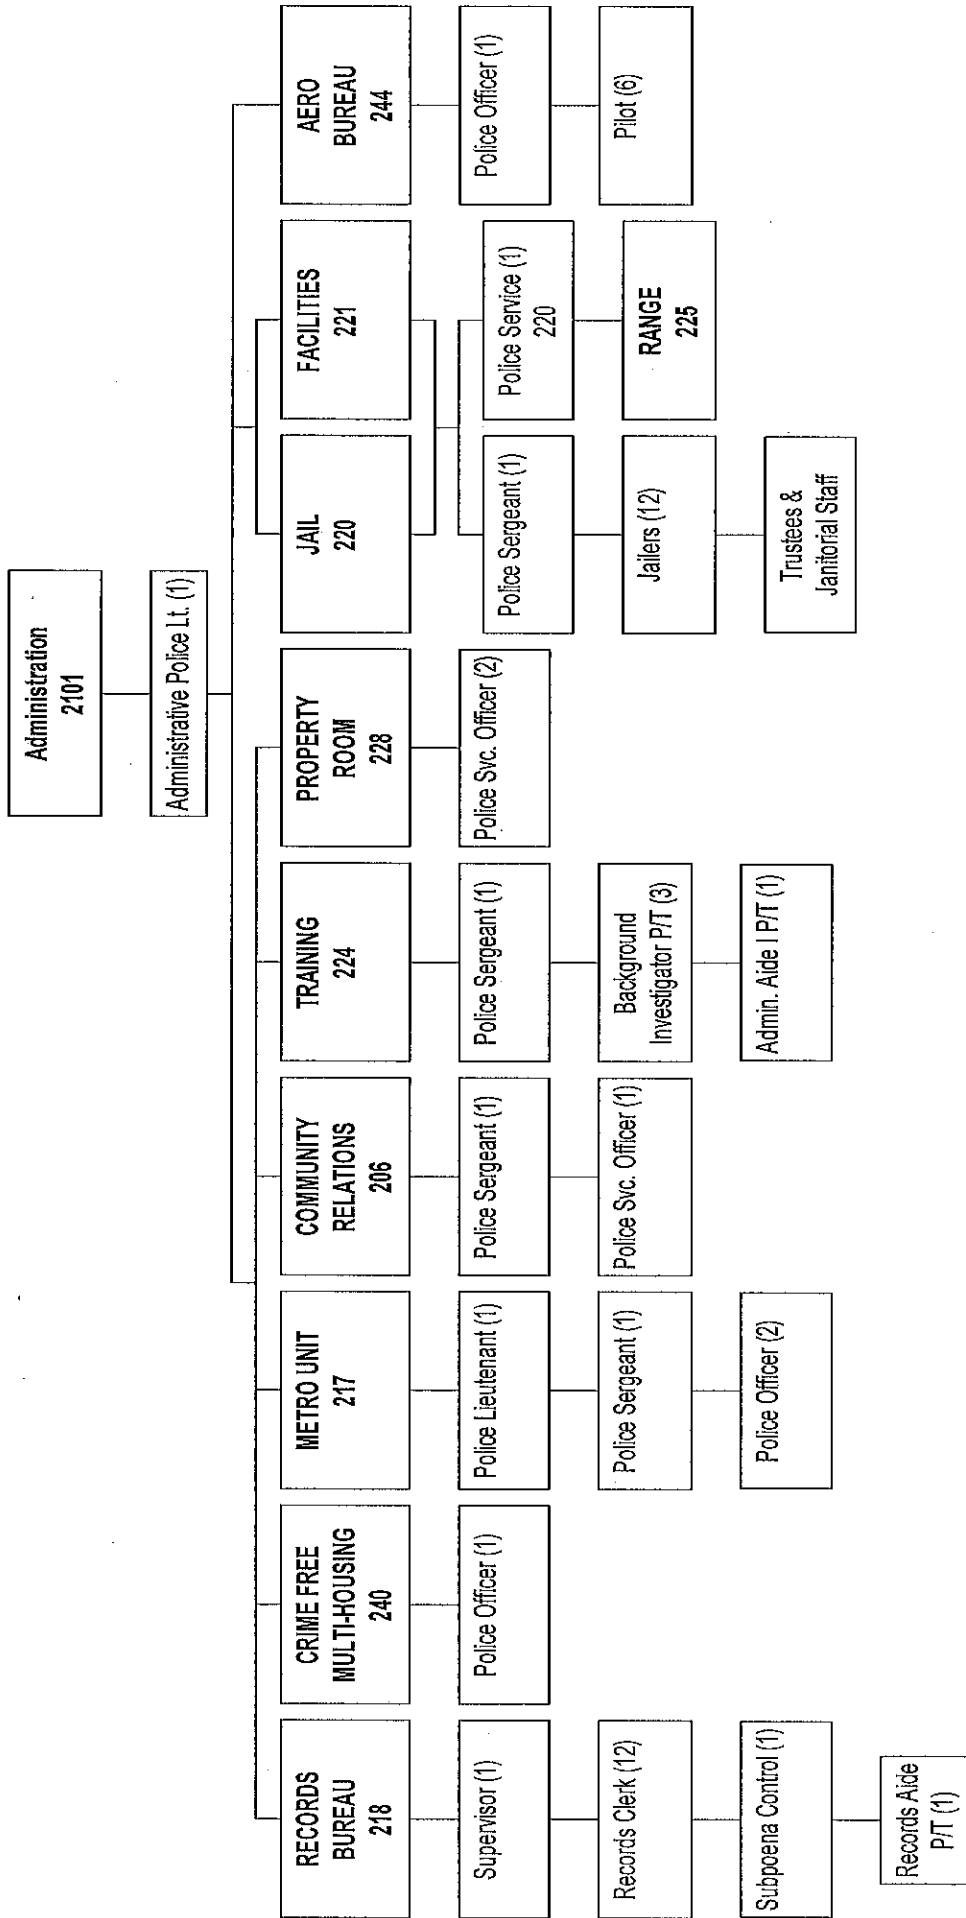 Administration
2101
Administrative Police Lt. (1)
RECORDS
BUREAU
218
Supervisor (1)
Records Clerk (12)
Subpoena Control (1)
Records Aide
P/T (1)
CRIME FREE
MULTI-HOUSING
240
Police Officer (1)
METRO UNIT
217
Police Lieutenant (1)
Police Sergeant (1)
Police Officer (2)
COMMUNITY
RELATIONS
206
Police Sergeant (1)
Police Svc. Officer (1)
TRAINING
224
Police Sergeant (1)
Background
Investigator P/T (3)
Admin. Aide I P/T (1)
PROPERTY
ROOM
228
Police Svc. Officer (2)
JAIL
220
FACILITIES
221
Police Sergeant (1)
Jailers (12)
Trustees &
Janitorial Staff
Police Service (1)
220
RANGE
225
AERO
BUREAU
244
Police Officer (1)
Pilot (6)